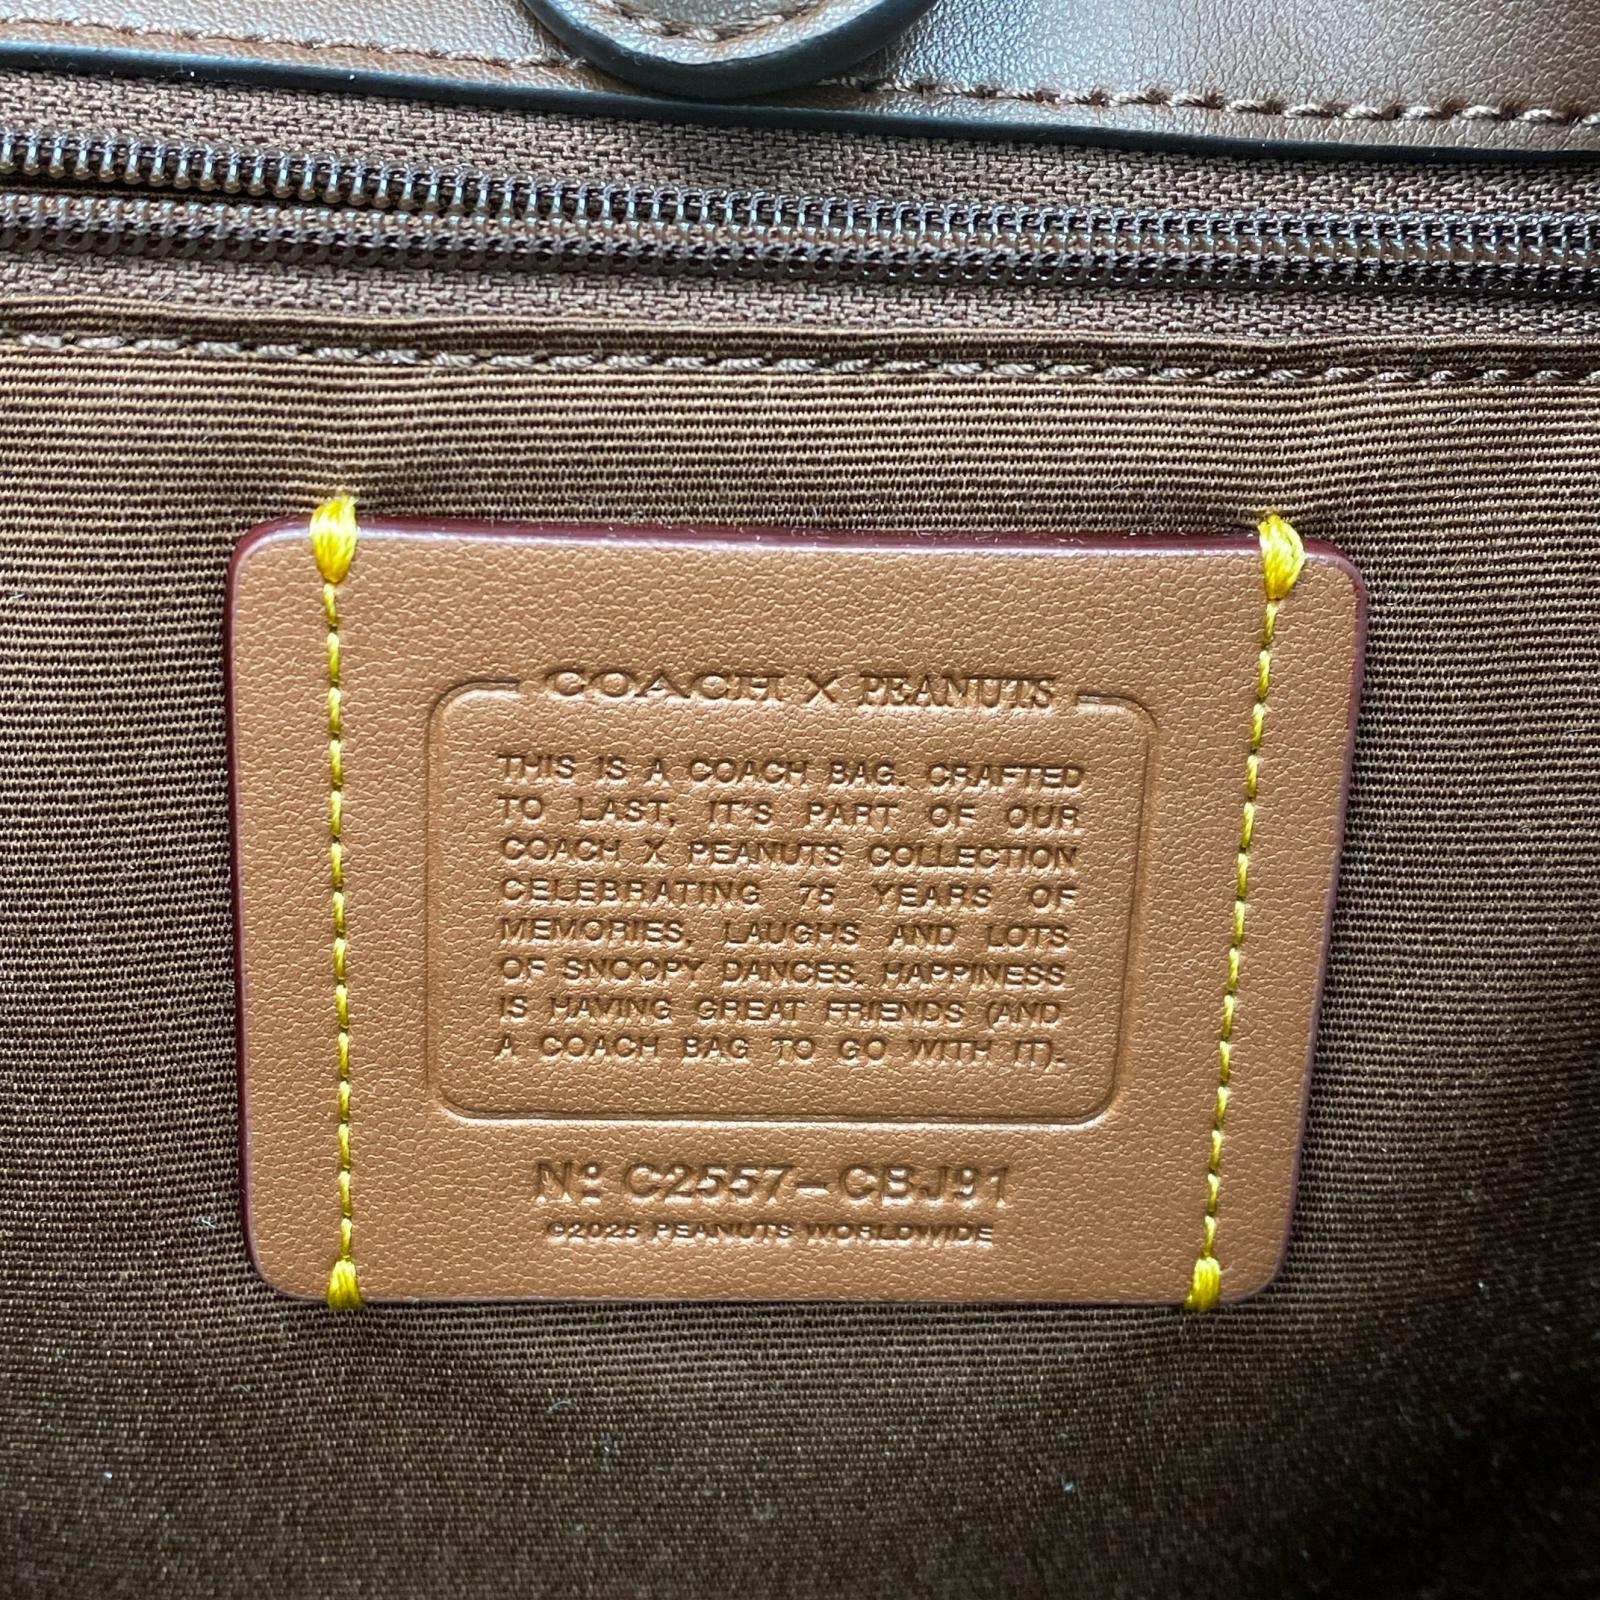 COACH X PEANUTS
THIS IS A COACH BAG. CRAFTED
TO LAST, IT'S PART OF OUR
COACH X PEANUTS COLLECTION
CELEBRATING 75 YEARS OF
MEMORIES, LAUGHS AND LOTS
OF SNOOPY DANCES. HAPPINESS
IS HAVING GREAT FRIENDS (AND
A COACH BAG TO GO WITH IT).
Nº C2557-CBJ91
©2025 PEANUTS WORLDWIDE